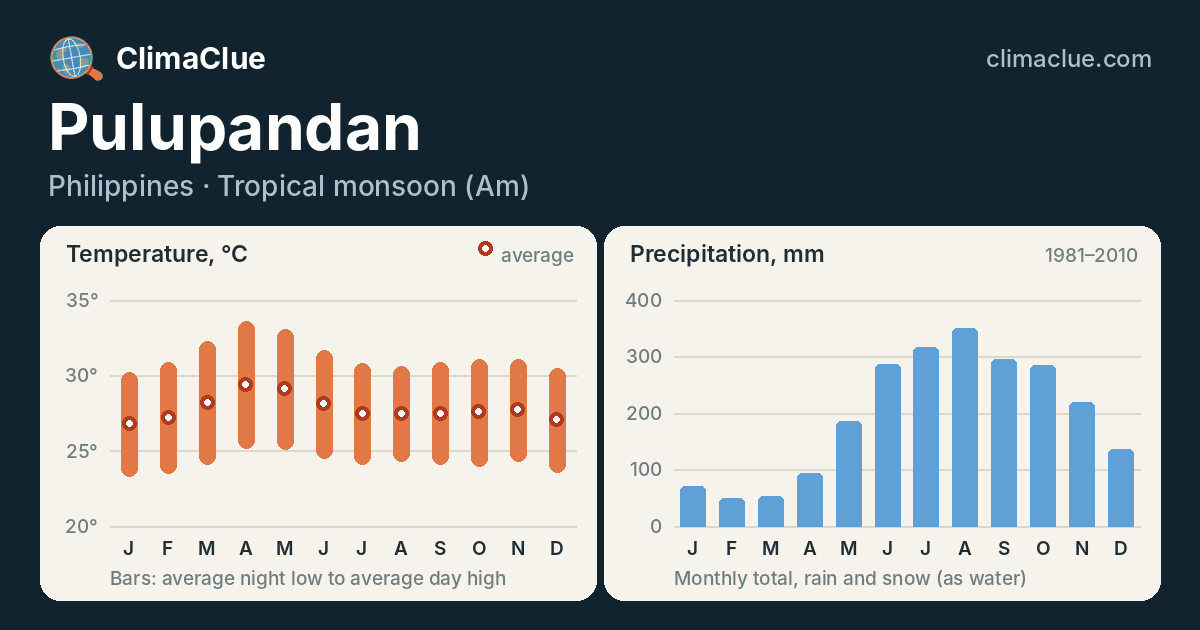 ClimaClue
climaclue.com
Pulupandan
Philippines · Tropical monsoon (Am)
Temperature, °C
average
35°
30°
25°
20°
J F M A M J J A S O N D
Bars: average night low to average day high
Precipitation, mm
1981–2010
400
300
200
100
0
J F M A M J J A S O N D
Monthly total, rain and snow (as water)